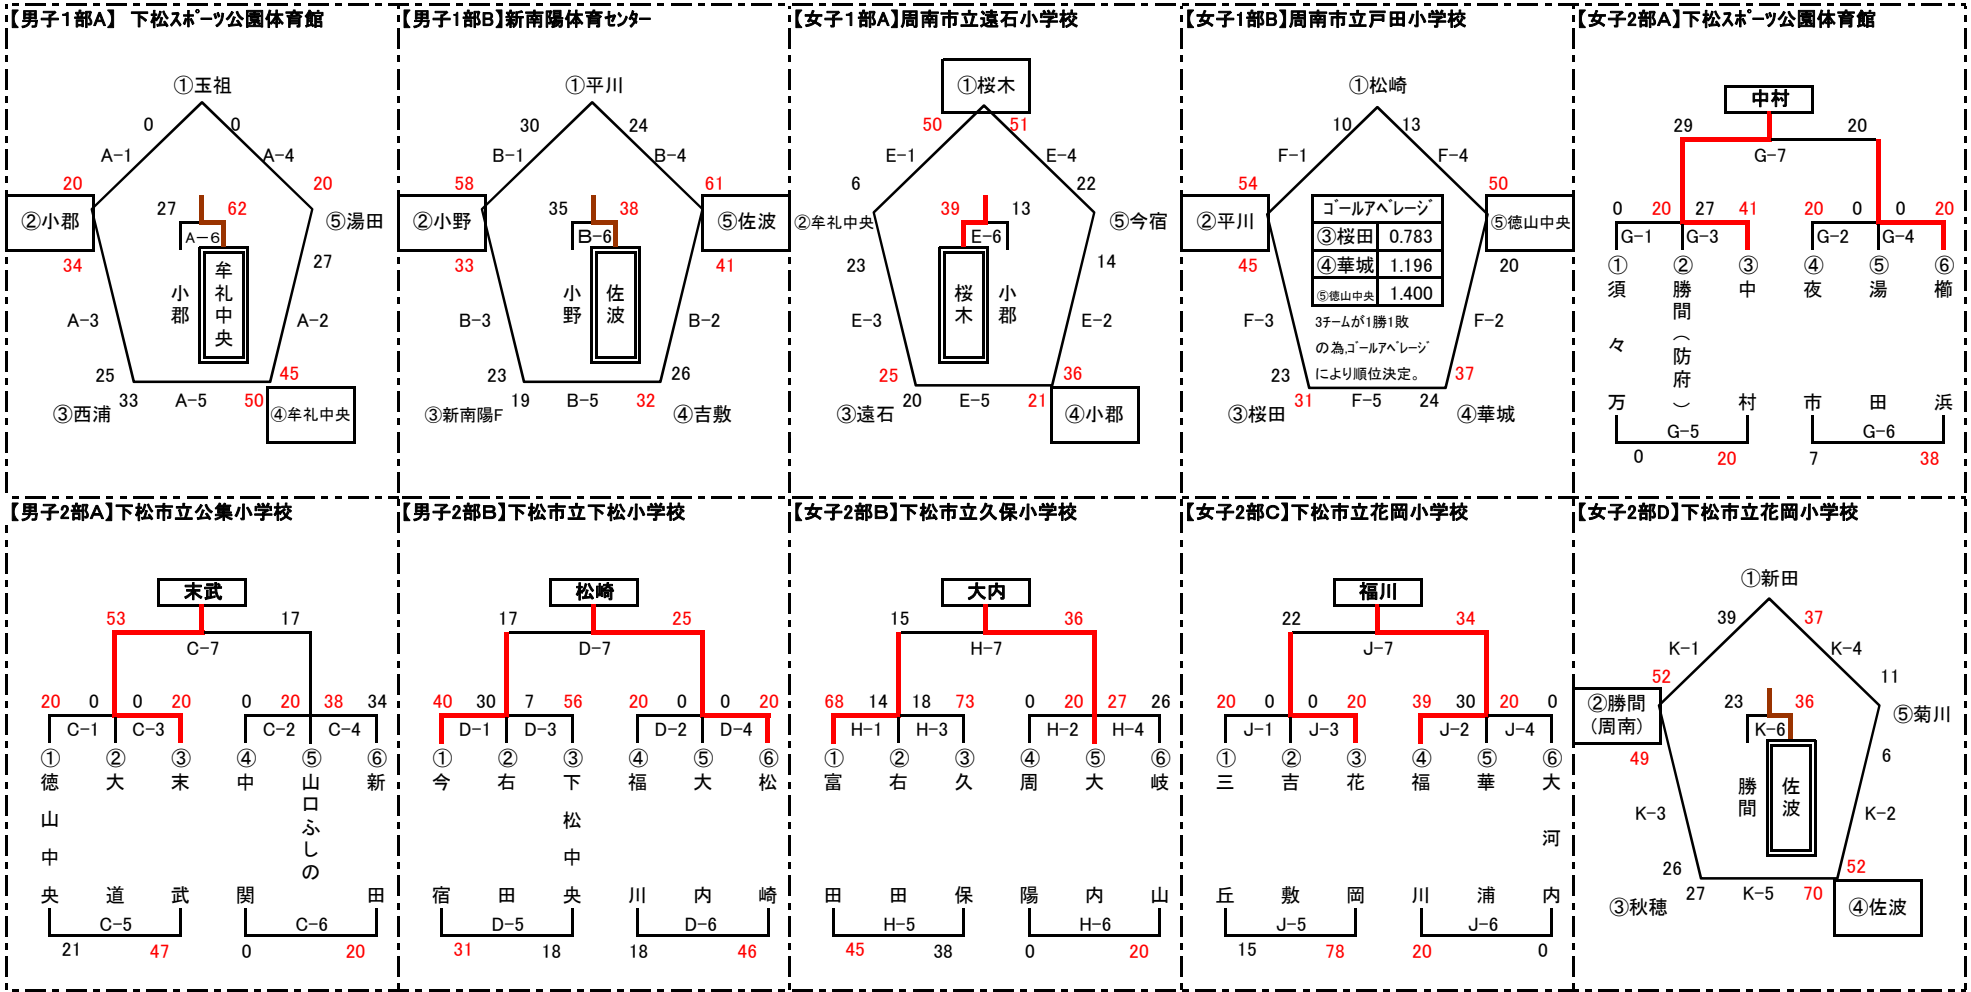 【男子1部A】 下松スポーツ公園体育館
①玉祖
0
0
A-1
A-4
20
20
②小郡
27
62
A-6
⑤湯田
34
小郡
牟礼中央
27
A-3
A-2
25
45
33
A-5
50
③西浦
④牟礼中央
【男子1部B】新南陽体育センター
①平川
30
24
B-1
B-4
58
61
②小野
35
38
B-6
⑤佐波
33
小野
佐波
41
B-3
B-2
23
26
19
B-5
32
③新南陽F
④吉敷
【女子1部A】周南市立遠石小学校
①桜木
50
51
E-1
E-4
6
22
②牟礼中央
39
13
E-6
⑤今宿
23
桜木
小郡
14
E-3
E-2
25
36
20
E-5
21
③遠石
④小郡
【女子1部B】周南市立戸田小学校
①松崎
10
13
F-1
F-4
54
50
②平川
ゴールアベレージ
③桜田 0.783
④華城 1.196
⑤徳山中央 1.400
⑤徳山中央
45
20
3チームが1勝1敗
の為,ゴールアベレージ
により順位決定。
F-3
F-2
23
37
31
F-5
24
③桜田
④華城
【女子2部A】下松スポーツ公園体育館
中村
29
20
G-7
0 20 27 41 20 0 0 20
G-1 G-3 G-2 G-4
① ② ③ ④ ⑤ ⑥
須々万
勝間(防府)
中村
夜市
湯田
櫛浜
G-5
G-6
0 20 7 38
【男子2部A】下松市立公集小学校
末武
53
17
C-7
20 0 0 20 0 20 38 34
C-1 C-3 C-2 C-4
① ② ③ ④ ⑤ ⑥
徳山中央
大道
末武
中関
山口ふしの
新田
C-5
C-6
21 47 0 20
【男子2部B】下松市立下松小学校
松崎
17
25
D-7
40 30 7 56 20 0 0 20
D-1 D-3 D-2 D-4
① ② ③ ④ ⑤ ⑥
今宿
右田
下松中央
福川
大内
松崎
D-5
D-6
31 18 18 46
【女子2部B】下松市立久保小学校
大内
15
36
H-7
68 14 18 73 0 20 27 26
H-1 H-3 H-2 H-4
① ② ③ ④ ⑤ ⑥
富田
右田
久保
周陽
大内
岐山
H-5
H-6
45 38 0 20
【女子2部C】下松市立花岡小学校
福川
22
34
J-7
20 0 0 20 39 30 20 0
J-1 J-3 J-2 J-4
① ② ③ ④ ⑤ ⑥
三丘
吉敷
花岡
福川
華浦
大河内
J-5
J-6
15 78 20 0
【女子2部D】下松市立花岡小学校
①新田
39
37
K-1
K-4
52
11
②勝間
(周南)
23
36
K-6
⑤菊川
49
勝間
佐波
6
K-3
K-2
26
52
27
K-5
70
③秋穂
④佐波